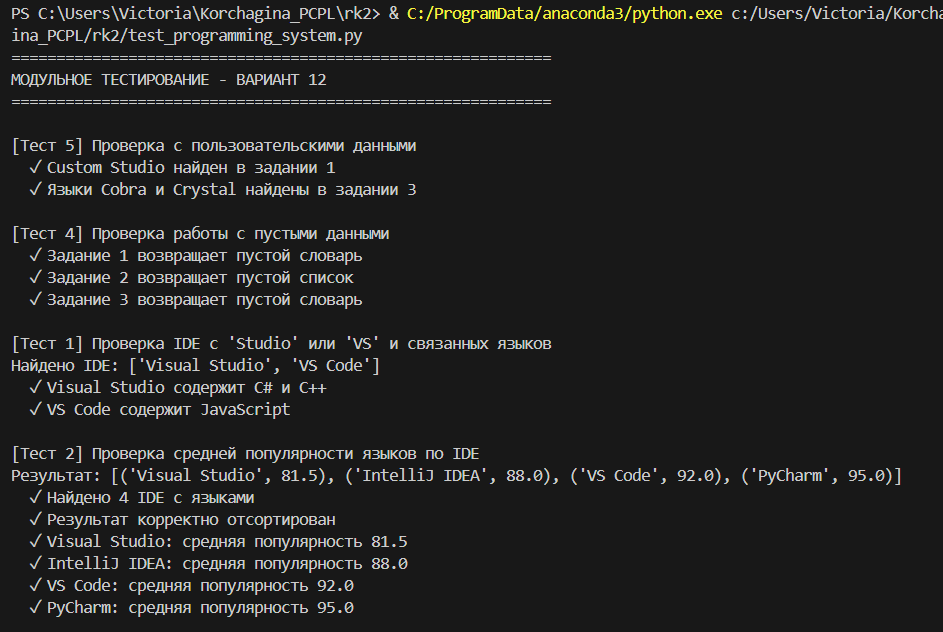 PS C:\Users\Victoria\Korchagina_PCPL\rk2> & C:/ProgramData/anaconda3/python.exe c:/Users/Victoria/Korcha
ina_PCPL/rk2/test_programming_system.py
============================================================
МОДУЛЬНОЕ ТЕСТИРОВАНИЕ - ВАРИАНТ 12
============================================================
[Тест 5] Проверка с пользовательскими данными
✓ Custom Studio найден в задании 1
✓ Языки Cobra и Crystal найдены в задании 3
[Тест 4] Проверка работы с пустыми данными
✓ Задание 1 возвращает пустой словарь
✓ Задание 2 возвращает пустой список
✓ Задание 3 возвращает пустой словарь
[Тест 1] Проверка IDE с 'Studio' или 'VS' и связанных языков
Найдено IDE: ['Visual Studio', 'VS Code']
✓ Visual Studio содержит C# и C++
✓ VS Code содержит JavaScript
[Тест 2] Проверка средней популярности языков по IDE
Результат: [('Visual Studio', 81.5), ('IntelliJ IDEA', 88.0), ('VS Code', 92.0), ('PyCharm', 95.0)]
✓ Найдено 4 IDE с языками
✓ Результат корректно отсортирован
✓ Visual Studio: средняя популярность 81.5
✓ IntelliJ IDEA: средняя популярность 88.0
✓ VS Code: средняя популярность 92.0
✓ PyCharm: средняя популярность 95.0